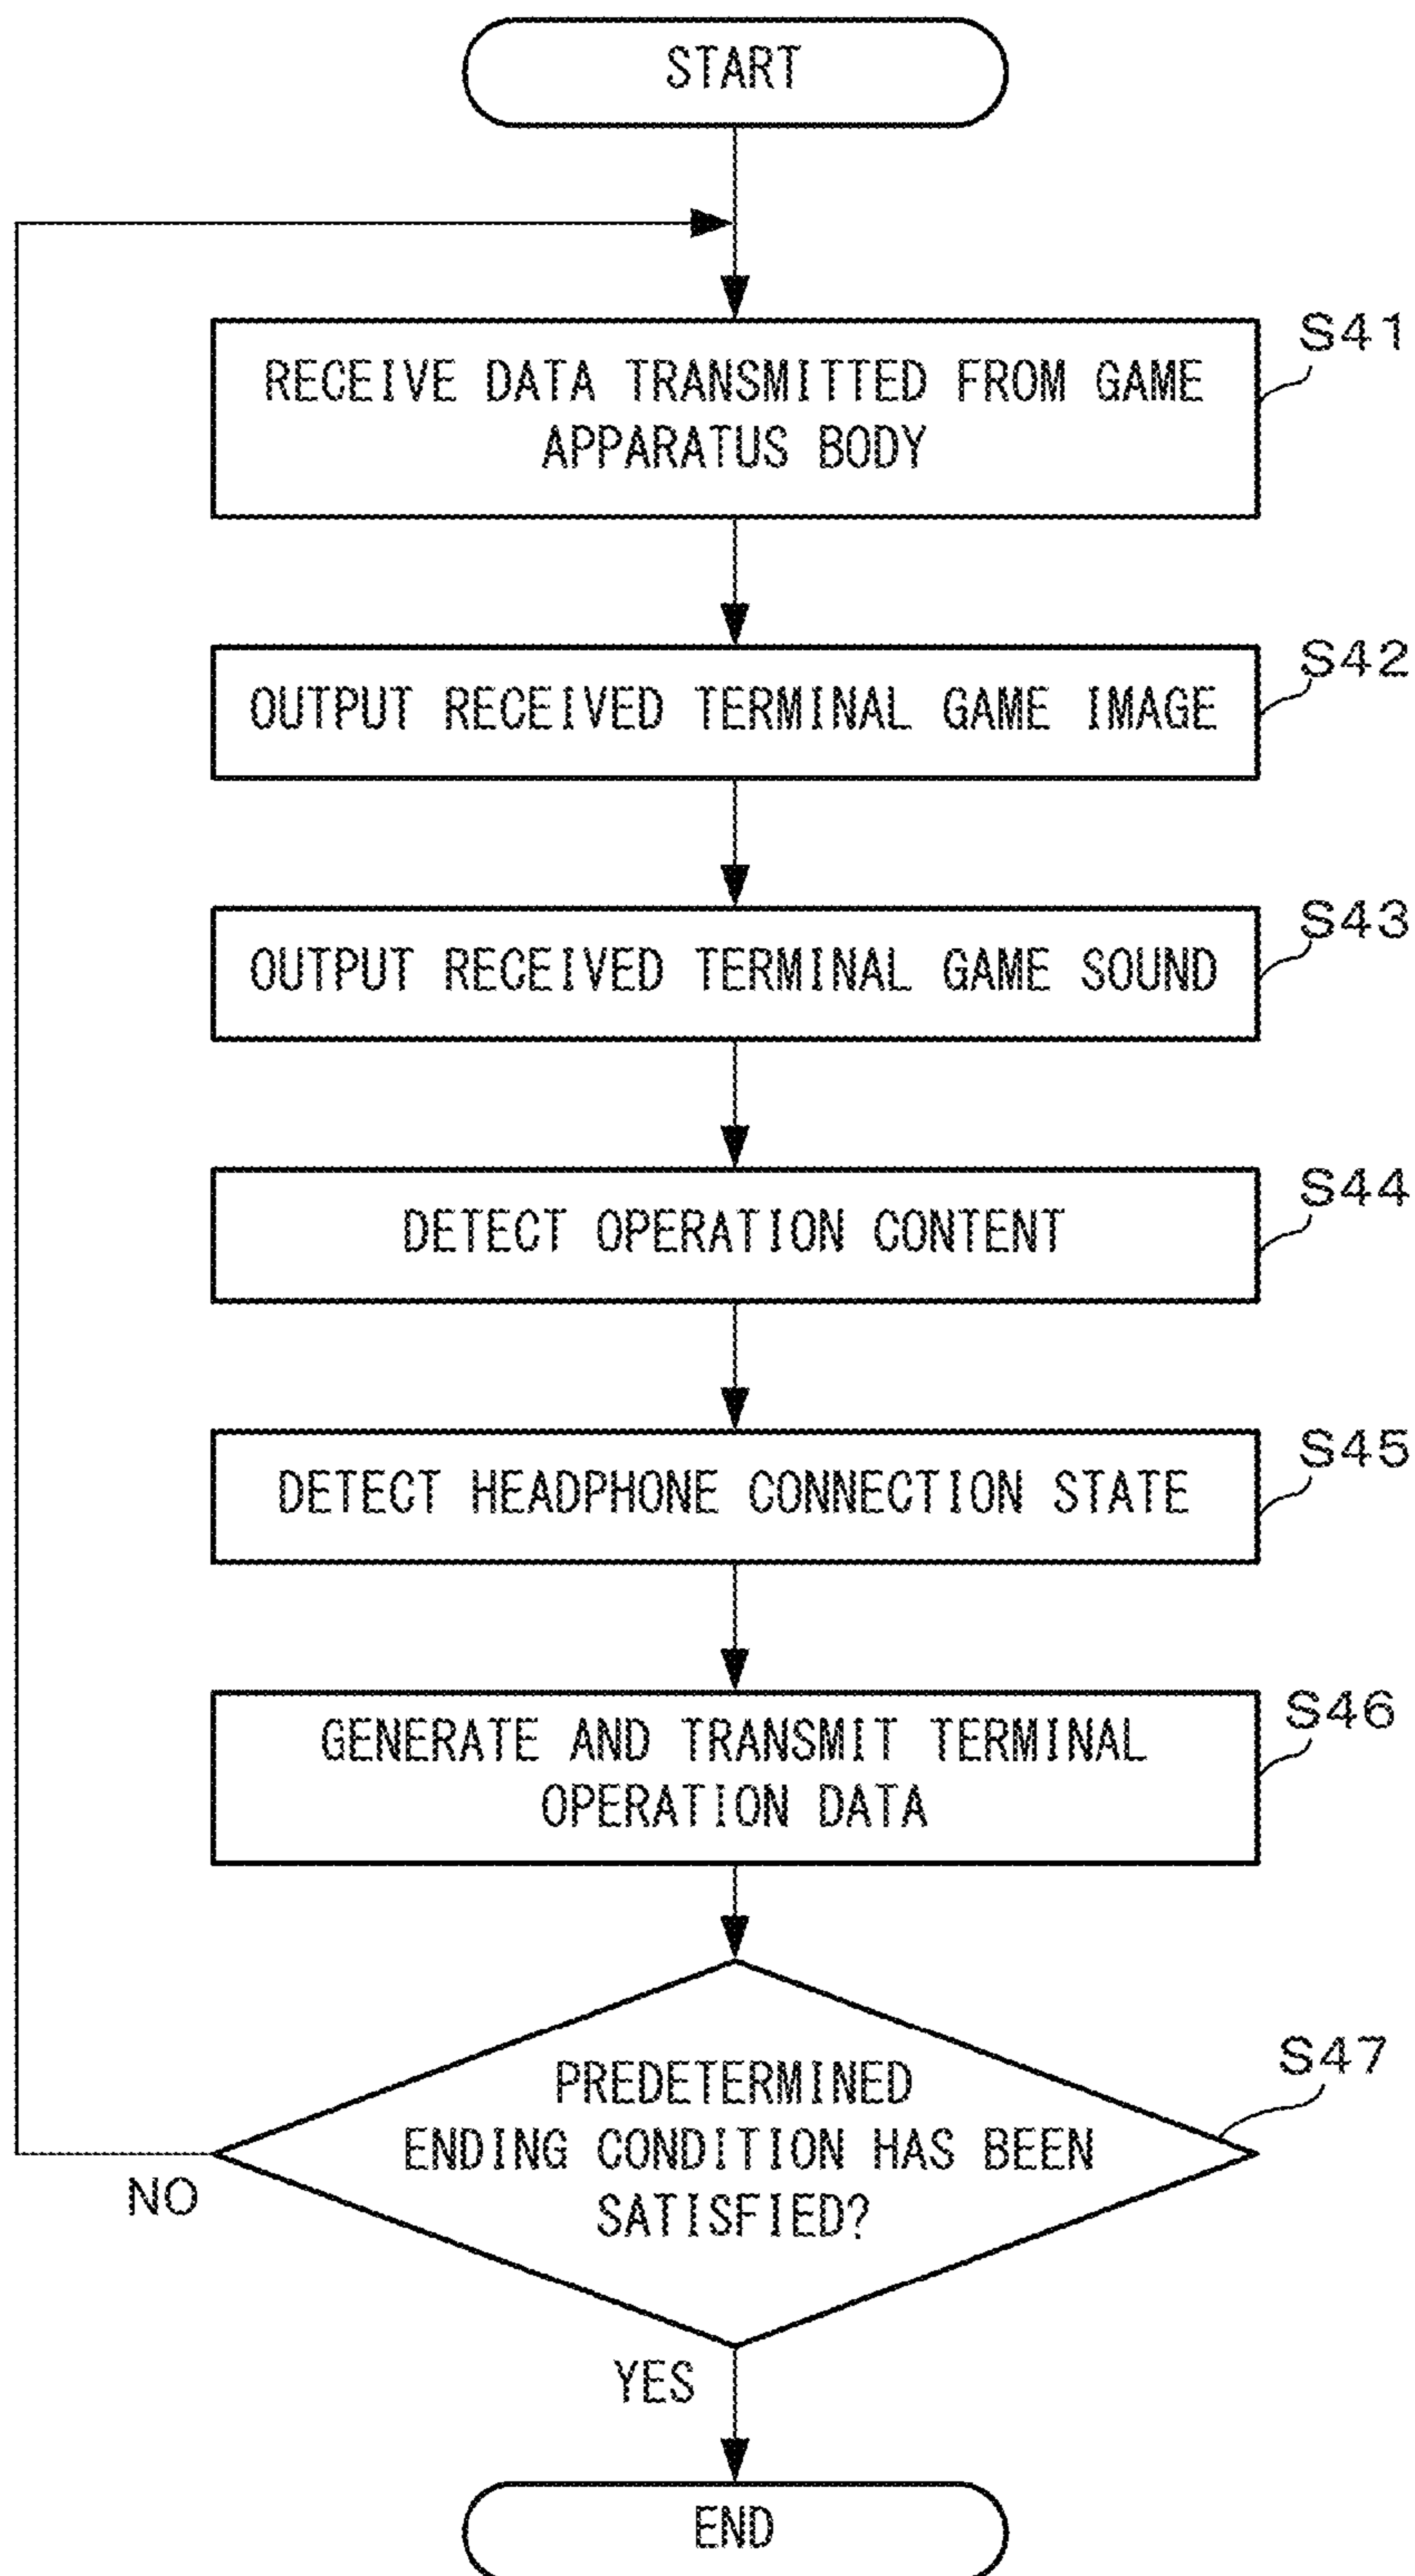 START
S41
RECEIVE DATA TRANSMITTED FROM GAME
APPARATUS BODY
S42
OUTPUT RECEIVED TERMINAL GAME IMAGE
S43
OUTPUT RECEIVED TERMINAL GAME SOUND
S44
DETECT OPERATION CONTENT
S45
DETECT HEADPHONE CONNECTION STATE
S46
GENERATE AND TRANSMIT TERMINAL
OPERATION DATA
S47
PREDETERMINED
ENDING CONDITION HAS BEEN
SATISFIED?
NO
YES
END